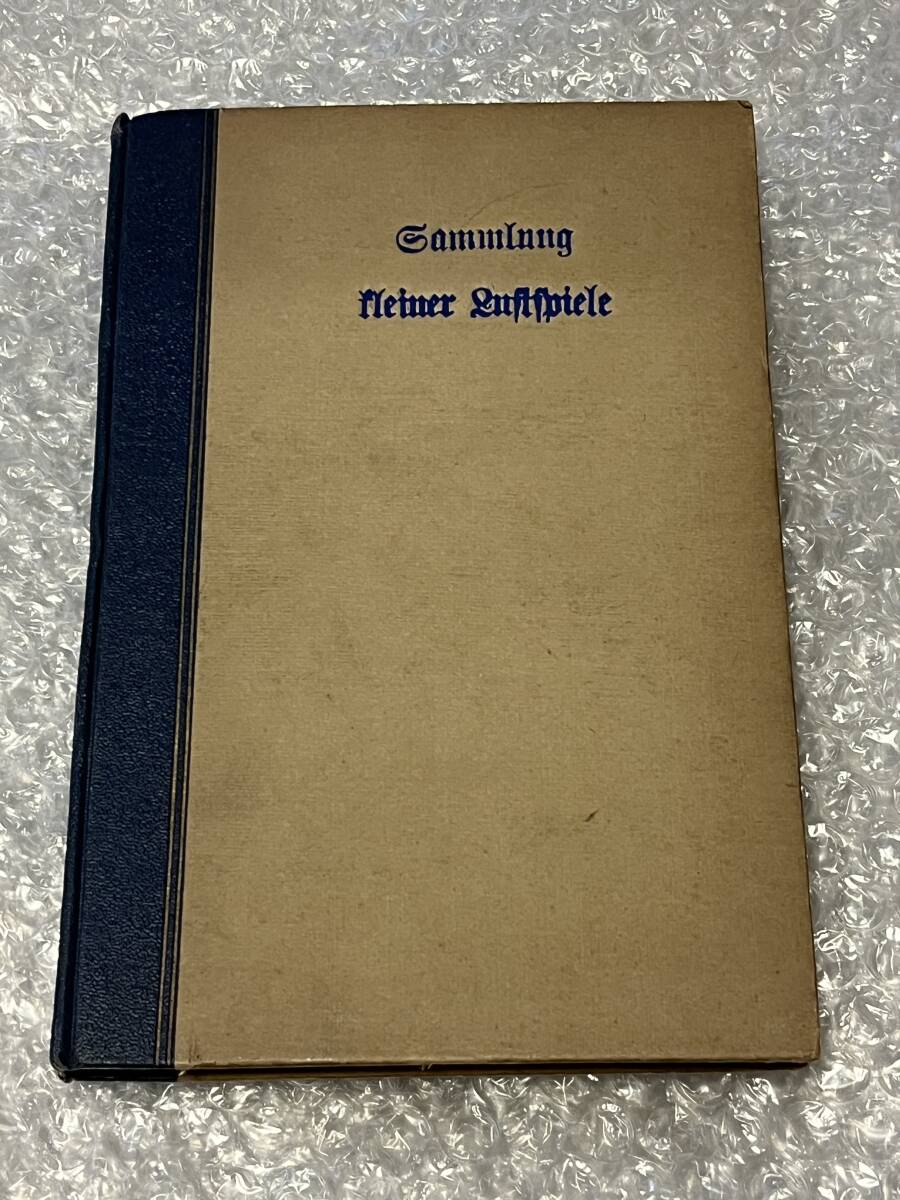 Sammlung
kleiner Lustspiele